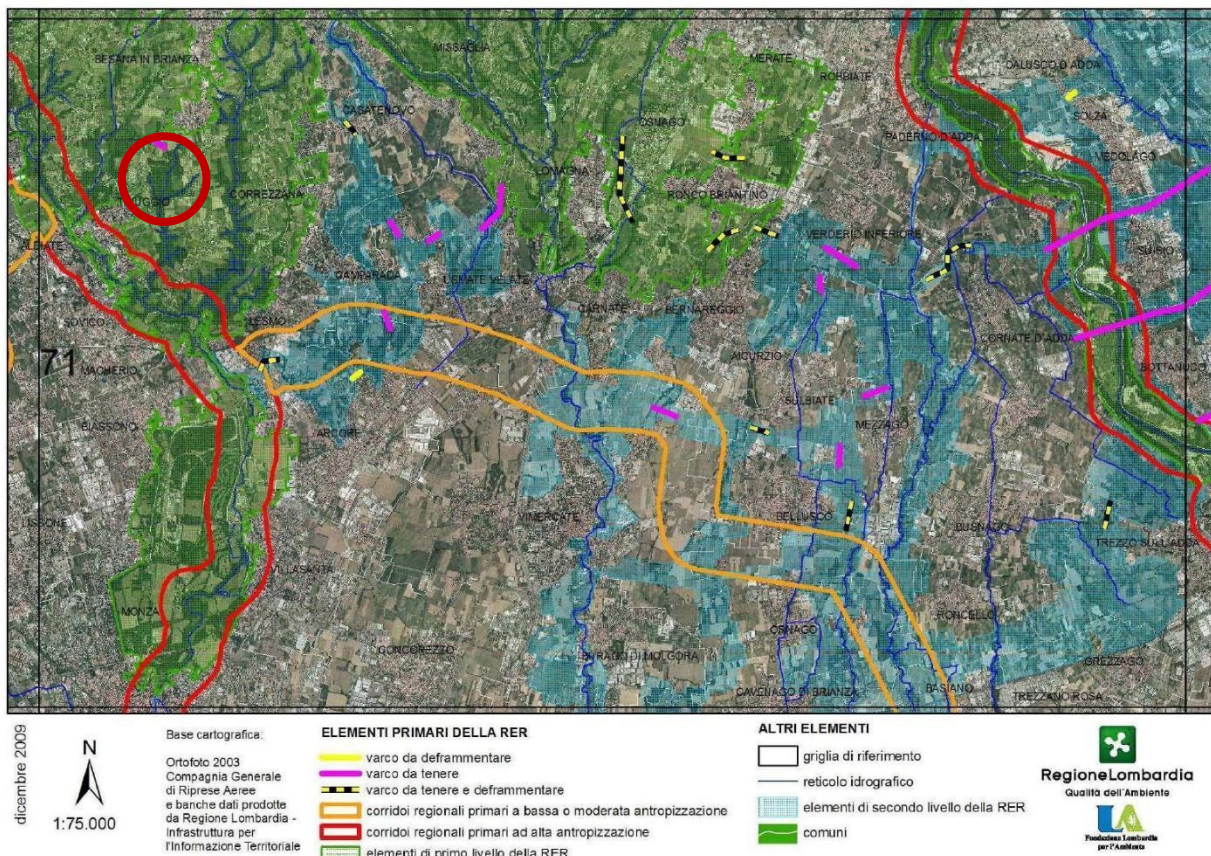 BESANA IN BRIANZA
MISSAGLIA
MERATE
ROBBIATE
CALUSCO D'ADDA
CASATENOVO
OSNAGO
PADERNO D'ADDA
SOLZA
MEDOLAGO
LOMAGNA
CORREZZANA
RONCO BRIANTINO
VERDERIO INFERIORE
SUISIO
CAMPARADA
USMATE VELATE
SOVICO
LESMO
CARNATE
BERNAREGGIO
CORNATE D'ADDA
71
MACHERIO
AICURZIO
BOTTANUCO
SULBIATE
BIASSONO
ARCORE
MEZZAGO
LISSONE
VIMERCATE
BELLUSCO
BUSNAGO
TREZZO SULL'ADDA
VILLASANTA
MONZA
RONCELLO
ORNAGO
CONCOREZZO
BURAGO DI MOLGORA
GREZZAGO
CAVENAGO DI BRIANZA
BASIANO
TREZZANO ROSA
dicembre 2009
N
1:75.000
Base cartografica:
Ortofoto 2003
Compagnia Generale
di Riprese Aeree
e banche dati prodotte
da Regione Lombardia -
Infrastruttura per
l'Informazione Territoriale
ELEMENTI PRIMARI DELLA RER
varco da deframmentare
varco da tenere
varco da tenere e deframmentare
corridoi regionali primari a bassa o moderata antropizzazione
corridoi regionali primari ad alta antropizzazione
elementi di primo livello della RER
ALTRI ELEMENTI
griglia di riferimento
reticolo idrografico
elementi di secondo livello della RER
comuni
RegioneLombardia
Qualità dell'Ambiente
Fondazione Lombardia
per l'Ambiente